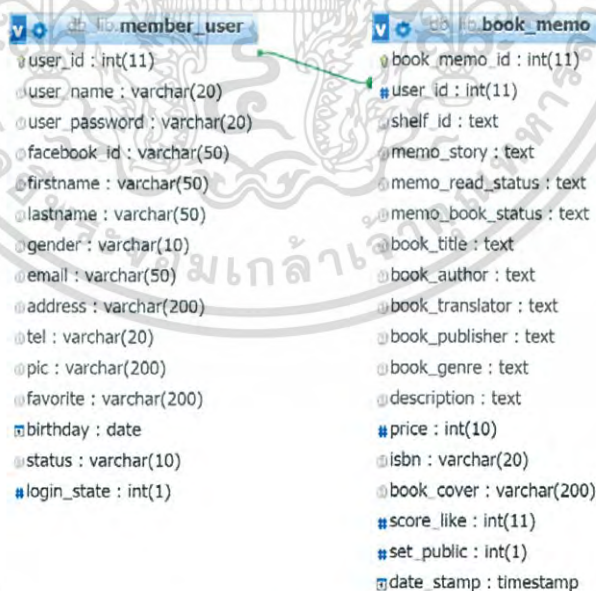 db_lib.member_user
user_id : int(11)
user_name : varchar(20)
user_password : varchar(20)
facebook_id : varchar(50)
firstname : varchar(50)
lastname : varchar(50)
gender : varchar(10)
email : varchar(50)
address : varchar(200)
tel : varchar(20)
pic : varchar(200)
favorite : varchar(200)
birthday : date
status : varchar(10)
login_state : int(1)
db_lib.book_memo
book_memo_id : int(11)
user_id : int(11)
shelf_id : text
memo_story : text
memo_read_status : text
memo_book_status : text
book_title : text
book_author : text
book_translator : text
book_publisher : text
book_genre : text
description : text
price : int(10)
isbn : varchar(20)
book_cover : varchar(200)
score_like : int(11)
set_public : int(1)
date_stamp : timestamp